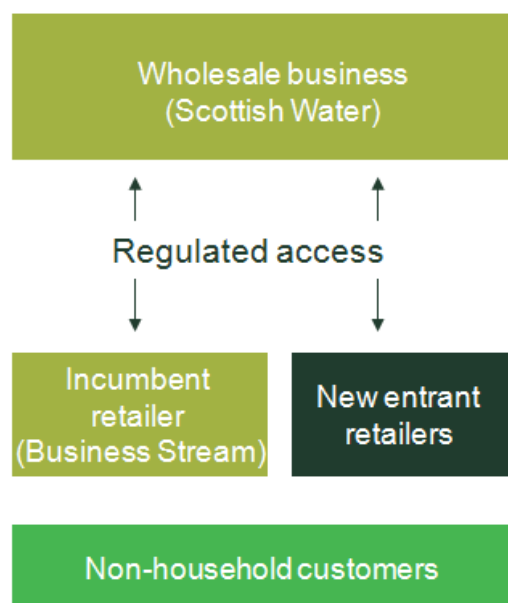 Wholesale business
(Scottish Water)
Regulated access
Incumbent
retailer
(Business Stream)
New entrant
retailers
Non-household customers